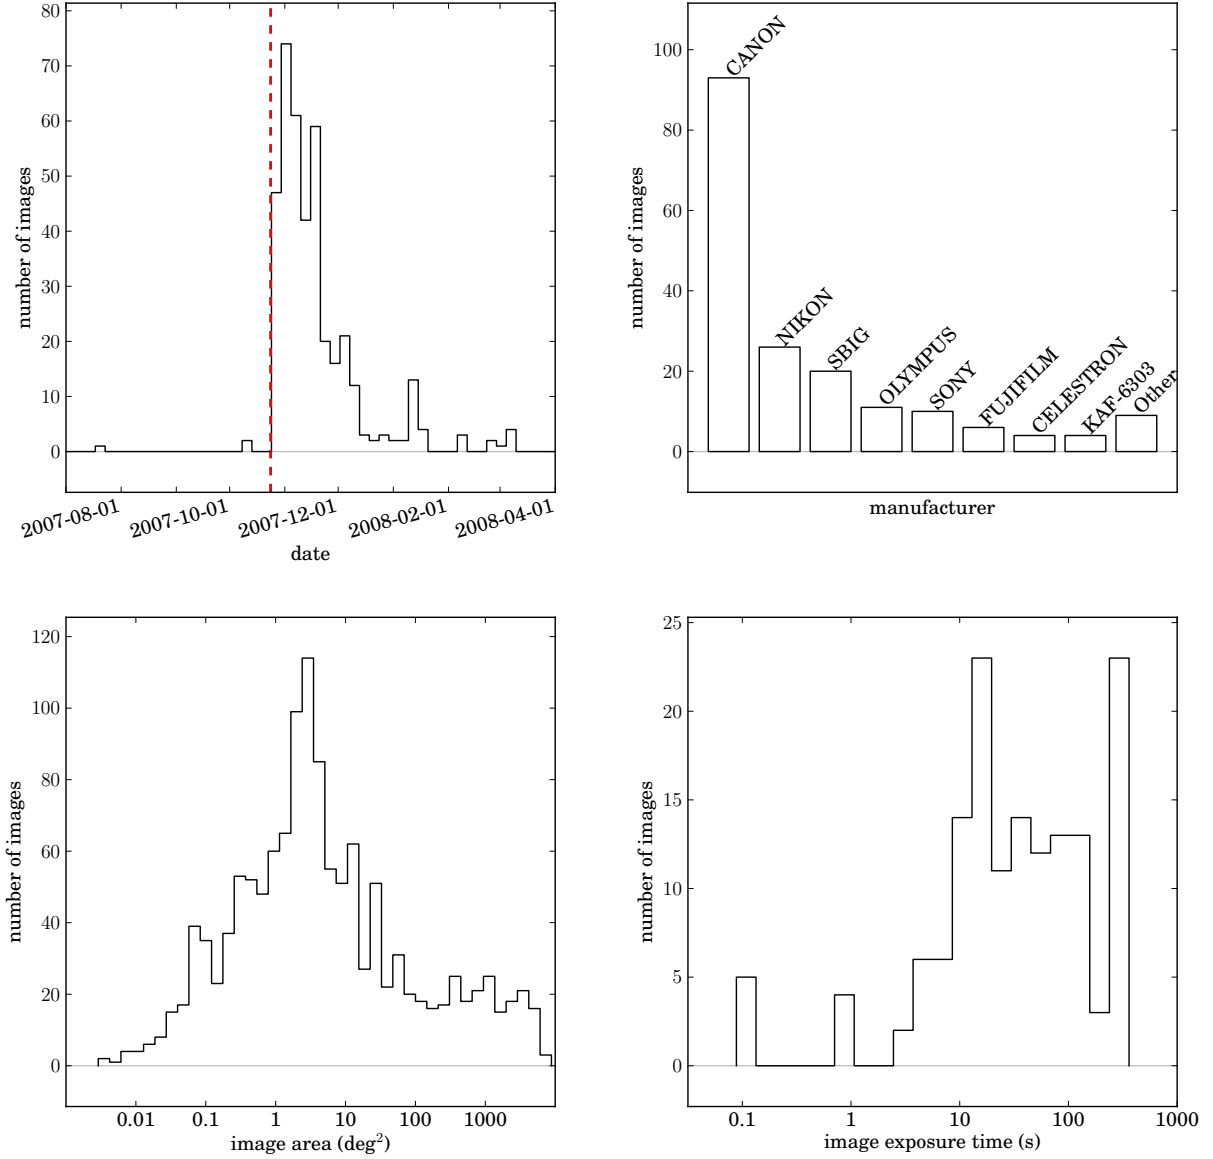 80
70
60
50
40
30
20
10
0
number of images
2007-08-01
2007-10-01
2007-12-01
2008-02-01
2008-04-01
date
100
80
60
40
20
0
number of images
CANON
NIKON
SBIG
OLYMPUS
SONY
FUJIFILM
CELESTRON
KAF-6303
Other
manufacturer
120
100
80
60
40
20
0
number of images
0.01 0.1 1 10 100 1000
image area (deg²)
25
20
15
10
5
0
number of images
0.1 1 10 100 1000
image exposure time (s)